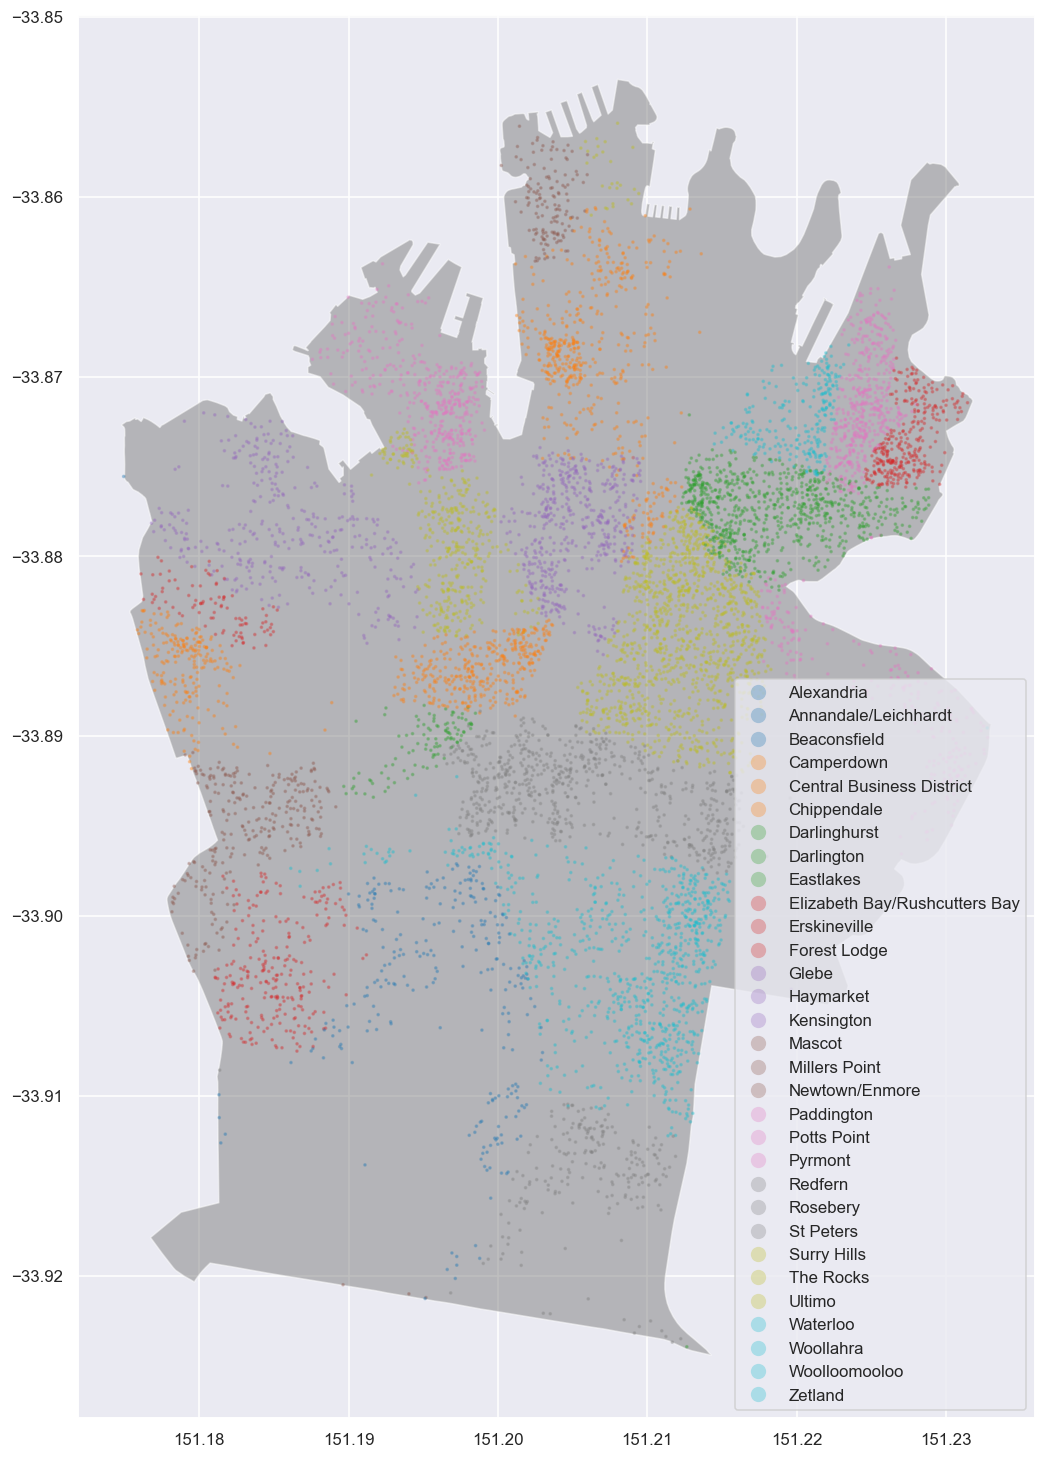 −33.85
−33.86
−33.87
−33.88
−33.89
−33.90
−33.91
−33.92
151.18
151.19
151.20
151.21
151.22
151.23
Alexandria
Annandale/Leichhardt
Beaconsfield
Camperdown
Central Business District
Chippendale
Darlinghurst
Darlington
Eastlakes
Elizabeth Bay/Rushcutters Bay
Erskineville
Forest Lodge
Glebe
Haymarket
Kensington
Mascot
Millers Point
Newtown/Enmore
Paddington
Potts Point
Pyrmont
Redfern
Rosebery
St Peters
Surry Hills
The Rocks
Ultimo
Waterloo
Woollahra
Woolloomooloo
Zetland